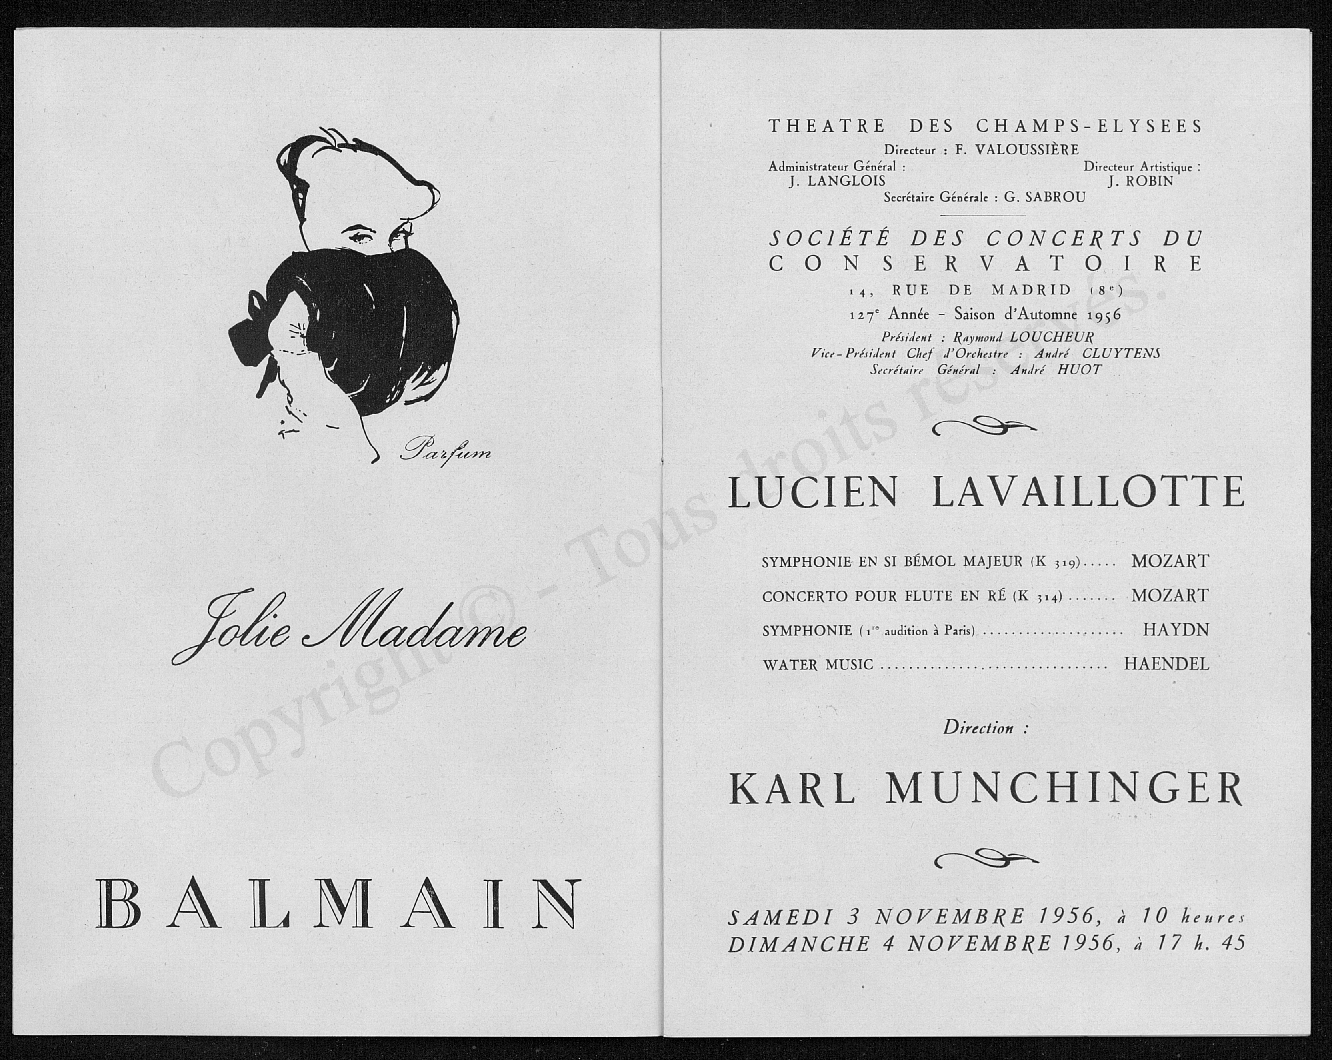 Parfum
Jolie Madame
BALMAIN
THEATRE DES CHAMPS-ELYSEES
Directeur : F. VALOUSSIÈRE
Administrateur Général : Directeur Artistique :
J. LANGLOIS J. ROBIN
Secrétaire Générale : G. SABROU
SOCIÉTÉ DES CONCERTS DU
CONSERVATOIRE
14, RUE DE MADRID (8e)
127e Année - Saison d'Automne 1956
Président : Raymond LOUCHEUR
Vice-Président Chef d'Orchestre : André CLUYTENS
Secrétaire Général : André HUOT
LUCIEN LAVAILLOTTE
SYMPHONIE EN SI BÉMOL MAJEUR (K 319)..... MOZART
CONCERTO POUR FLUTE EN RÉ (K 314)....... MOZART
SYMPHONIE (1re audition à Paris).................... HAYDN
WATER MUSIC................................ HAENDEL
Direction :
KARL MUNCHINGER
SAMEDI 3 NOVEMBRE 1956, à 10 heures
DIMANCHE 4 NOVEMBRE 1956, à 17 h. 45
Copyright © - Tous droits réservés.